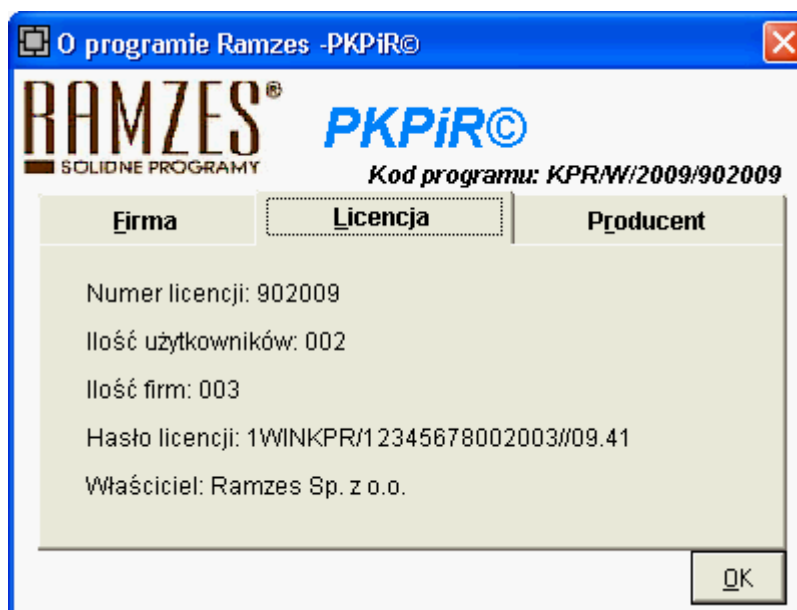 O programie Ramzes -PKPiR©
RAMZES®
SOLIDNE PROGRAMY
PKPiR©
Kod programu: KPR/W/2009/902009
Firma
Licencja
Producent
Numer licencji: 902009
Ilość użytkowników: 002
Ilość firm: 003
Hasło licencji: 1WINKPR/12345678002003//09.41
Właściciel: Ramzes Sp. z o.o.
OK